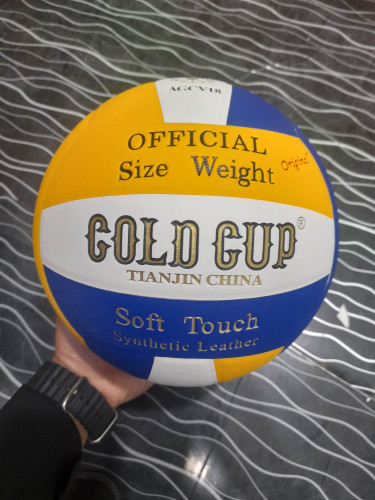 AGCV18
OFFICIAL
Size Weight
Original
GOLD CUP®
TIANJIN CHINA
Soft Touch
Synthetic Leather